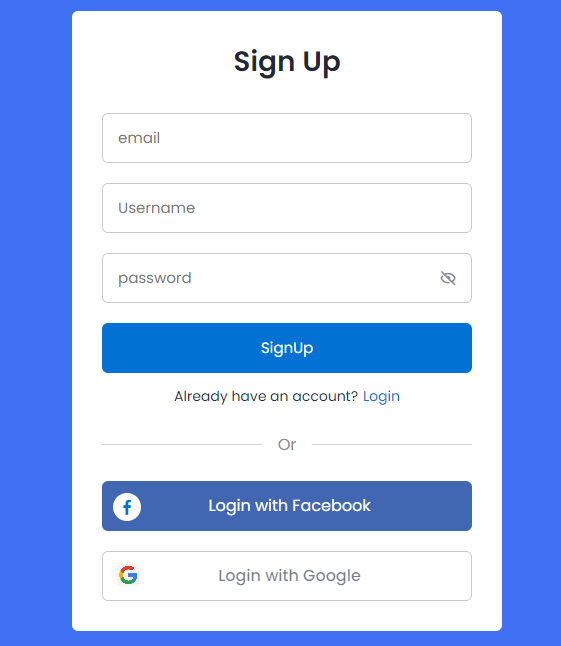 Sign Up
email
Username
password
SignUp
Already have an account? Login
Or
Login with Facebook
Login with Google